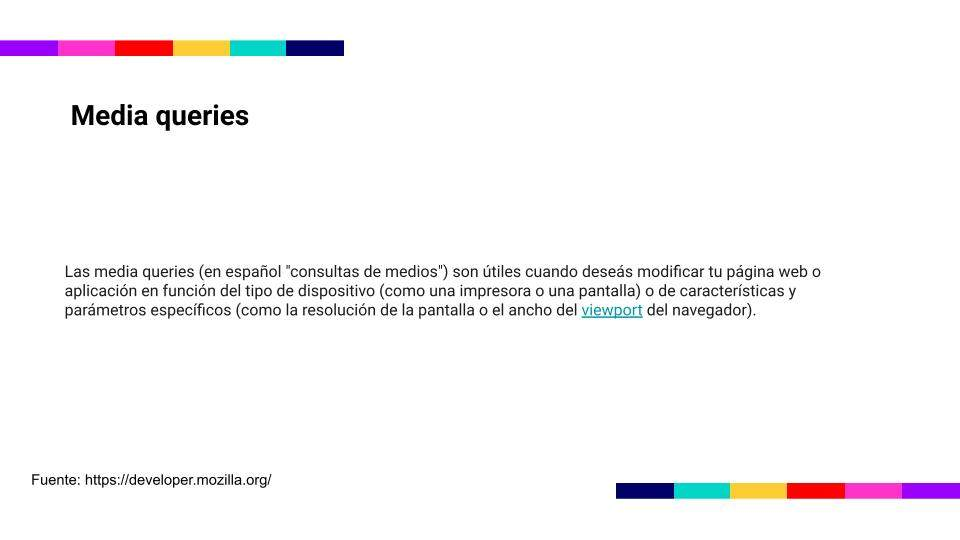 Media queries
Las media queries (en español "consultas de medios") son útiles cuando deseás modificar tu página web o
aplicación en función del tipo de dispositivo (como una impresora o una pantalla) o de características y
parámetros específicos (como la resolución de la pantalla o el ancho del viewport del navegador).
Fuente: https://developer.mozilla.org/